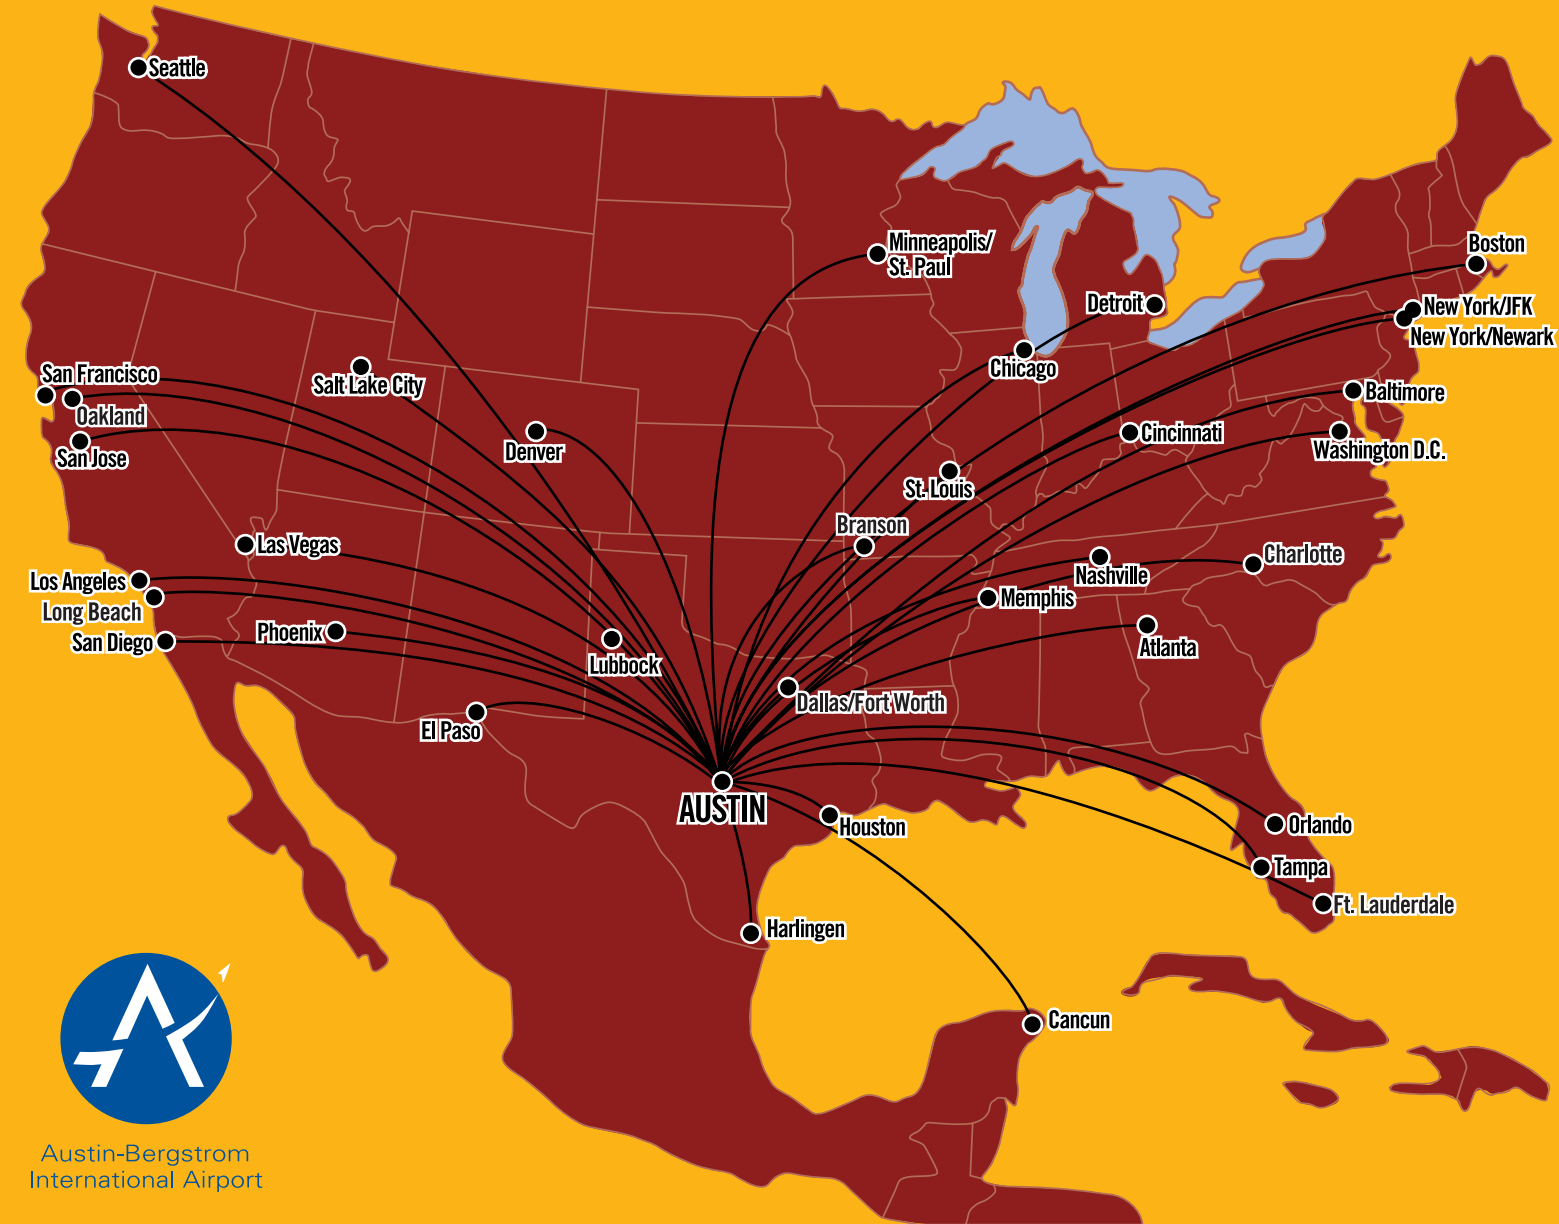 Seattle
Minneapolis/
St. Paul
Boston
Detroit
New York/JFK
New York/Newark
Chicago
San Francisco
Salt Lake City
Oakland
Baltimore
San Jose
Denver
Cincinnati
Washington D.C.
St. Louis
Branson
Las Vegas
Charlotte
Nashville
Los Angeles
Long Beach
Memphis
San Diego
Phoenix
Lubbock
Atlanta
Dallas/Fort Worth
El Paso
AUSTIN
Houston
Orlando
Tampa
Ft. Lauderdale
Harlingen
Cancun
Austin-Bergstrom
International Airport